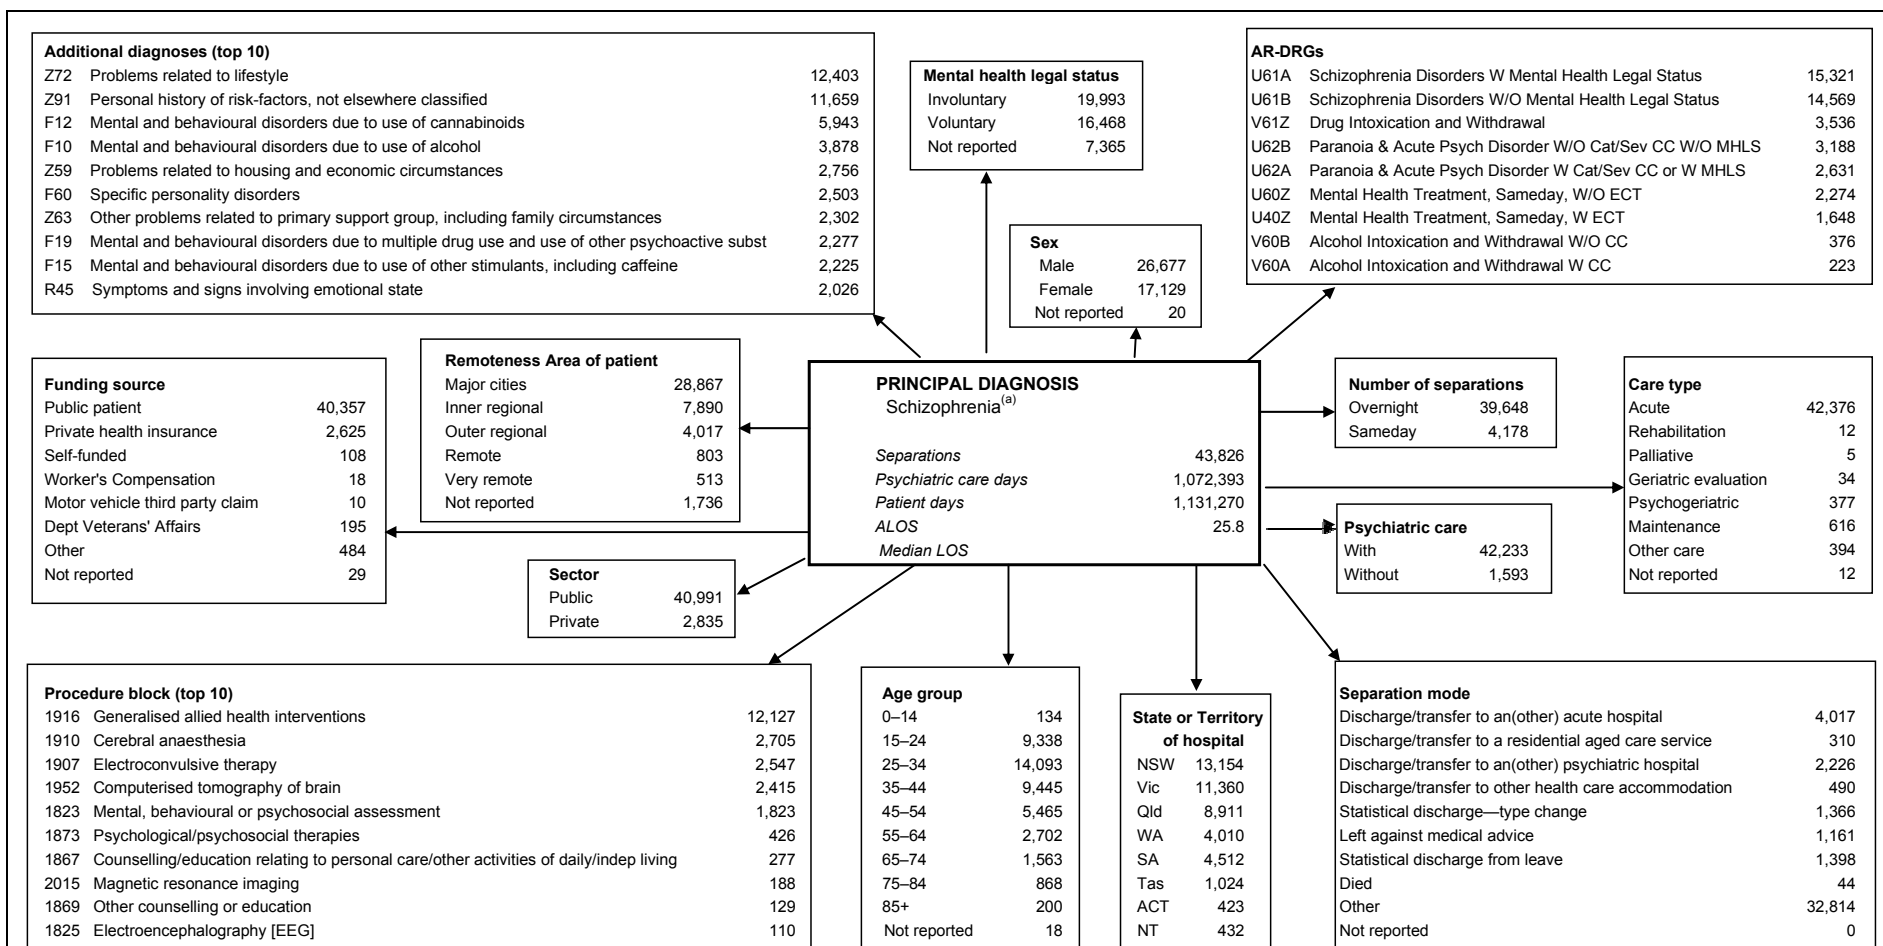 Additional diagnoses (top 10)
Z72 Problems related to lifestyle 12,403
Z91 Personal history of risk-factors, not elsewhere classified 11,659
F12 Mental and behavioural disorders due to use of cannabinoids 5,943
F10 Mental and behavioural disorders due to use of alcohol 3,878
Z59 Problems related to housing and economic circumstances 2,756
F60 Specific personality disorders 2,503
Z63 Other problems related to primary support group, including family circumstances 2,302
F19 Mental and behavioural disorders due to multiple drug use and use of other psychoactive subst 2,277
F15 Mental and behavioural disorders due to use of other stimulants, including caffeine 2,225
R45 Symptoms and signs involving emotional state 2,026
Mental health legal status
Involuntary 19,993
Voluntary 16,468
Not reported 7,365
Sex
Male 26,677
Female 17,129
Not reported 20
AR-DRGs
U61A Schizophrenia Disorders W Mental Health Legal Status 15,321
U61B Schizophrenia Disorders W/O Mental Health Legal Status 14,569
V61Z Drug Intoxication and Withdrawal 3,536
U62B Paranoia & Acute Psych Disorder W/O Cat/Sev CC W/O MHLS 3,188
U62A Paranoia & Acute Psych Disorder W Cat/Sev CC or W MHLS 2,631
U60Z Mental Health Treatment, Sameday, W/O ECT 2,274
U40Z Mental Health Treatment, Sameday, W ECT 1,648
V60B Alcohol Intoxication and Withdrawal W/O CC 376
V60A Alcohol Intoxication and Withdrawal W CC 223
Funding source
Public patient 40,357
Private health insurance 2,625
Self-funded 108
Worker's Compensation 18
Motor vehicle third party claim 10
Dept Veterans' Affairs 195
Other 484
Not reported 29
Remoteness Area of patient
Major cities 28,867
Inner regional 7,890
Outer regional 4,017
Remote 803
Very remote 513
Not reported 1,736
PRINCIPAL DIAGNOSIS
Schizophrenia(a)
Separations 43,826
Psychiatric care days 1,072,393
Patient days 1,131,270
ALOS 25.8
Median LOS
Number of separations
Overnight 39,648
Sameday 4,178
Care type
Acute 42,376
Rehabilitation 12
Palliative 5
Geriatric evaluation 34
Psychogeriatric 377
Maintenance 616
Other care 394
Not reported 12
Psychiatric care
With 42,233
Without 1,593
Sector
Public 40,991
Private 2,835
Procedure block (top 10)
1916 Generalised allied health interventions 12,127
1910 Cerebral anaesthesia 2,705
1907 Electroconvulsive therapy 2,547
1952 Computerised tomography of brain 2,415
1823 Mental, behavioural or psychosocial assessment 1,823
1873 Psychological/psychosocial therapies 426
1867 Counselling/education relating to personal care/other activities of daily/indep living 277
2015 Magnetic resonance imaging 188
1869 Other counselling or education 129
1825 Electroencephalography [EEG] 110
Age group
0–14 134
15–24 9,338
25–34 14,093
35–44 9,445
45–54 5,465
55–64 2,702
65–74 1,563
75–84 868
85+ 200
Not reported 18
State or Territory
of hospital
NSW 13,154
Vic 11,360
Qld 8,911
WA 4,010
SA 4,512
Tas 1,024
ACT 423
NT 432
Separation mode
Discharge/transfer to an(other) acute hospital 4,017
Discharge/transfer to a residential aged care service 310
Discharge/transfer to an(other) psychiatric hospital 2,226
Discharge/transfer to other health care accommodation 490
Statistical discharge—type change 1,366
Left against medical advice 1,161
Statistical discharge from leave 1,398
Died 44
Other 32,814
Not reported 0